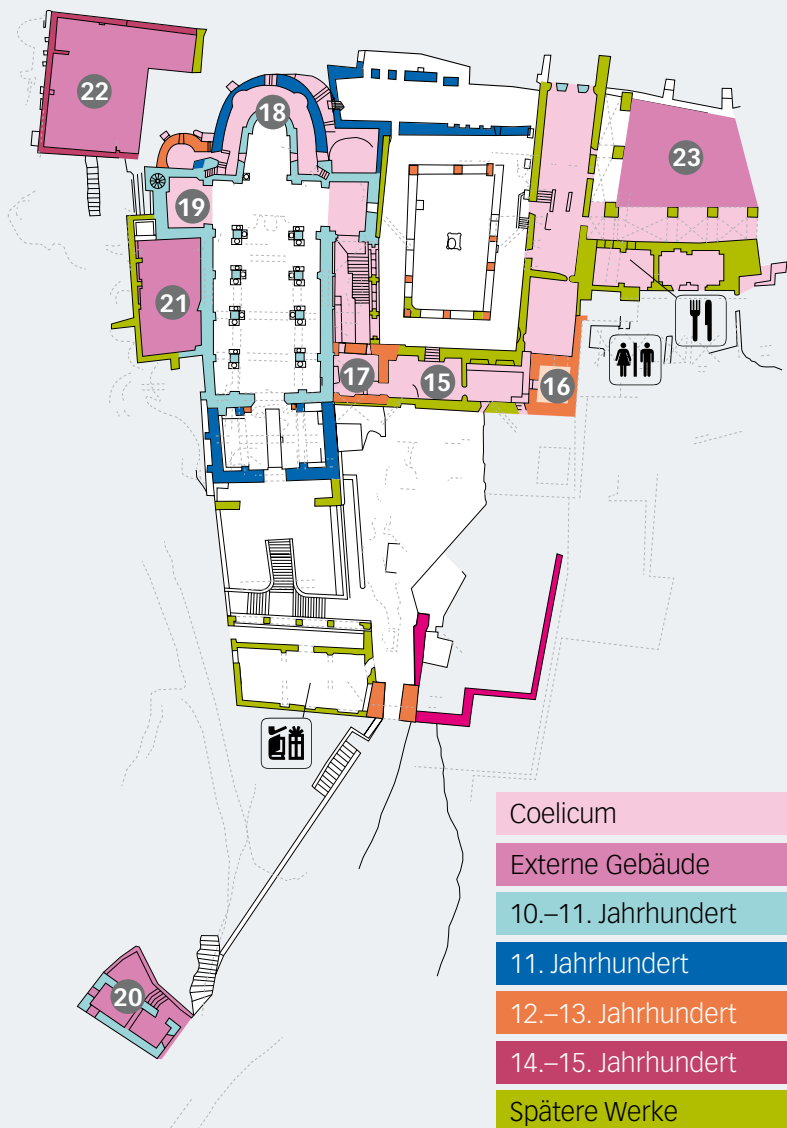 22
18
23
19
21
17
15
16
20
Coelicum
Externe Gebäude
10.–11. Jahrhundert
11. Jahrhundert
12.–13. Jahrhundert
14.–15. Jahrhundert
Spätere Werke